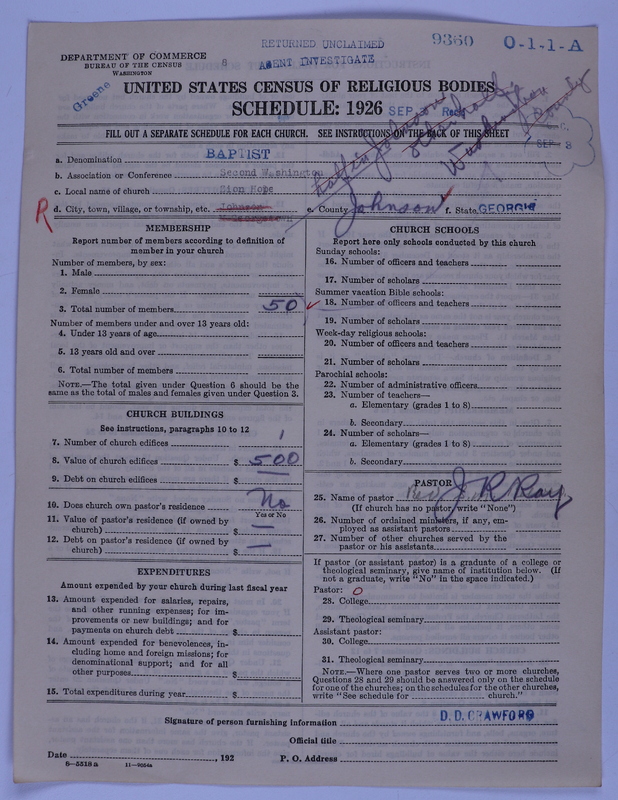 RETURNED UNCLAIMED
9360 O-1-1-A
DEPARTMENT OF COMMERCE
BUREAU OF THE CENSUS
WASHINGTON
6
AGENT INVESTIGATE
Greene
UNITED STATES CENSUS OF RELIGIOUS BODIES
SCHEDULE: 1926
SEP
Rec'd
Johnson
Washington
County
FILL OUT A SEPARATE SCHEDULE FOR EACH CHURCH. SEE INSTRUCTIONS ON THE BACK OF THIS SHEET
SEP 8
a. Denomination BAPTIST
b. Association or Conference Second Washington
c. Local name of church Zion Hope
R d. City, town, village, or township, etc. Johnson e. County Johnson f. State GEORGIA
MEMBERSHIP
Report number of members according to definition of
member in your church
Number of members, by sex:
1. Male
2. Female
3. Total number of members 50
Number of members under and over 13 years old:
4. Under 13 years of age
5. 13 years old and over
6. Total number of members
NOTE.—The total given under Question 6 should be the
same as the total of males and females given under Question 3.
CHURCH BUILDINGS
See instructions, paragraphs 10 to 12
7. Number of church edifices 1
8. Value of church edifices $ 500
9. Debt on church edifices $ —
10. Does church own pastor's residence No
Yes or No
11. Value of pastor's residence (if owned by
church) $ —
12. Debt on pastor's residence (if owned by
church) $ —
EXPENDITURES
Amount expended by your church during last fiscal year
13. Amount expended for salaries, repairs,
and other running expenses; for im-
provements or new buildings; and for
payments on church debt $
14. Amount expended for benevolences, in-
cluding home and foreign missions; for
denominational support; and for all
other purposes $
15. Total expenditures during year $
CHURCH SCHOOLS
Report here only schools conducted by this church
Sunday schools:
16. Number of officers and teachers
17. Number of scholars
Summer vacation Bible schools:
18. Number of officers and teachers
19. Number of scholars
Week-day religious schools:
20. Number of officers and teachers
21. Number of scholars
Parochial schools:
22. Number of administrative officers
23. Number of teachers—
a. Elementary (grades 1 to 8)
b. Secondary
24. Number of scholars—
a. Elementary (grades 1 to 8)
b. Secondary
PASTOR
25. Name of pastor Rev. J. R Ray
(If church has no pastor, write "None")
26. Number of ordained ministers, if any, em-
ployed as assistant pastors
27. Number of other churches served by the
pastor or his assistants
If pastor (or assistant pastor) is a graduate of a college or
theological seminary, give name of institution below. (If
not a graduate, write "No" in the space indicated.)
Pastor: 0
28. College
29. Theological seminary
Assistant pastor:
30. College
31. Theological seminary
NOTE.—Where one pastor serves two or more churches,
Questions 28 and 29 should be answered only on the schedule
for one of the churches; on the schedules for the other churches,
write "See schedule for church."
Signature of person furnishing information D. D. CRAWFORD
Official title
Date , 192 P. O. Address
8—5518a 11—9654a